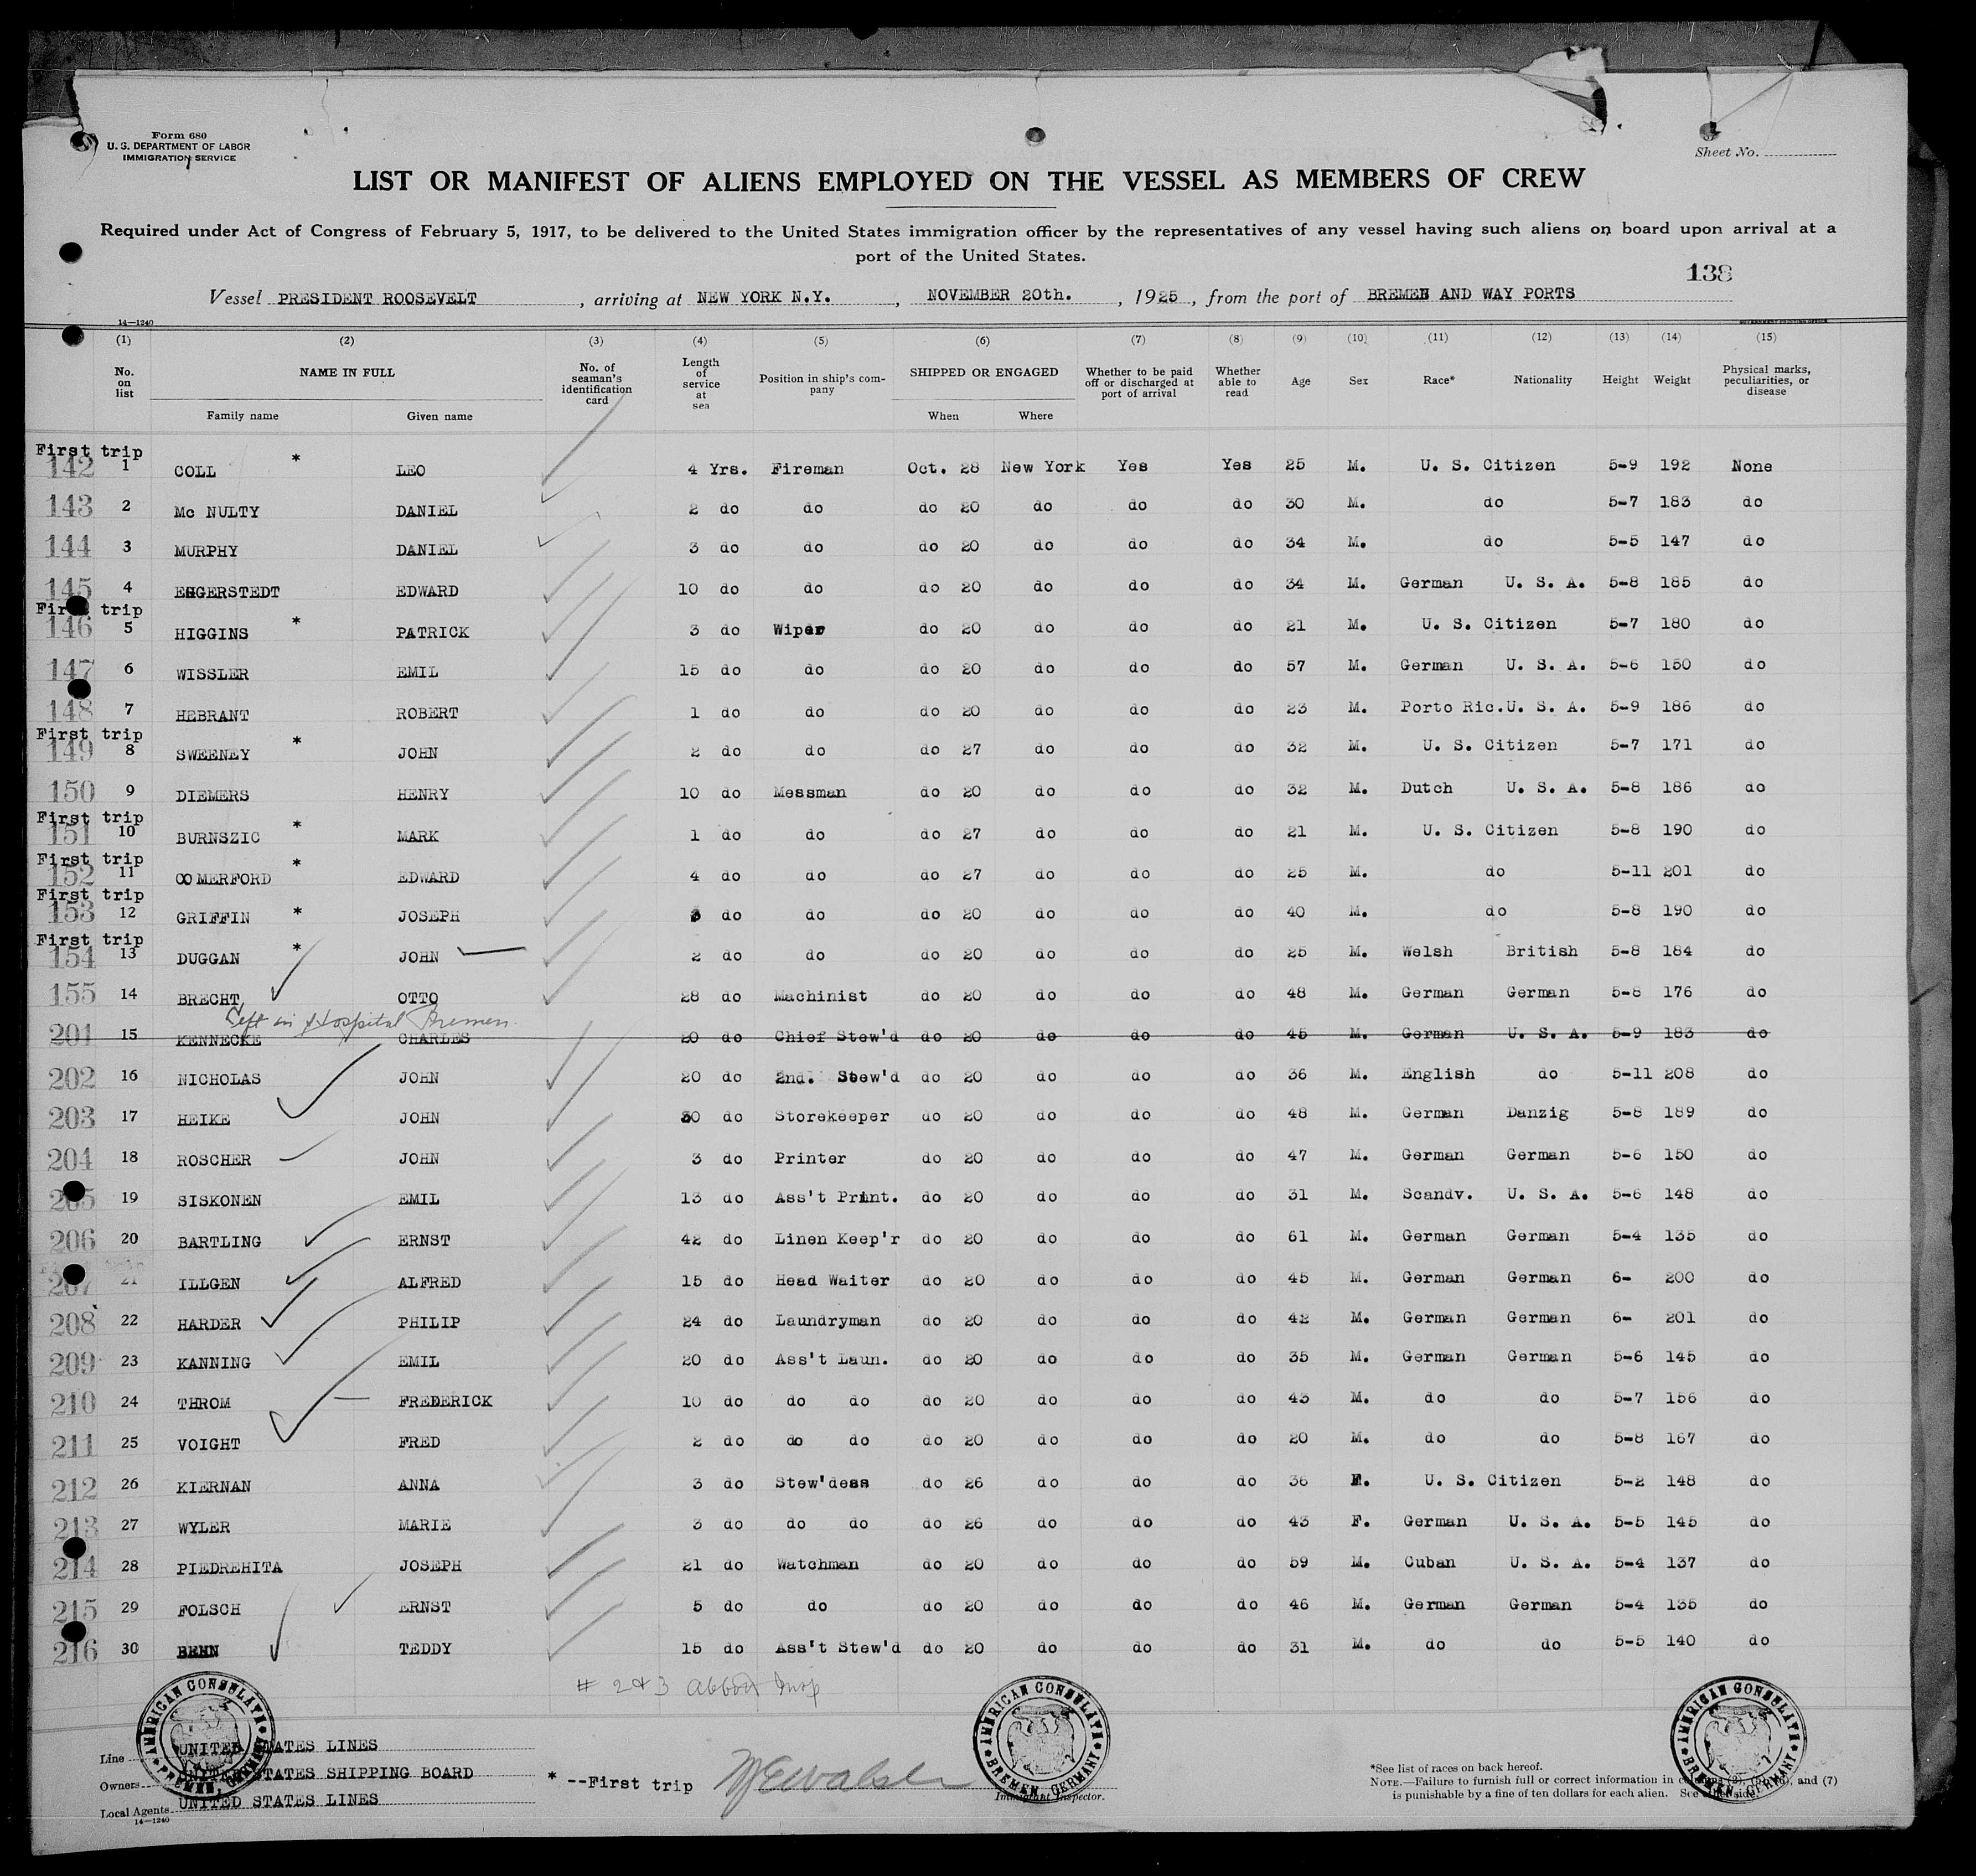 Form 680
U. S. DEPARTMENT OF LABOR
IMMIGRATION SERVICE
Sheet No.
LIST OR MANIFEST OF ALIENS EMPLOYED ON THE VESSEL AS MEMBERS OF CREW
Required under Act of Congress of February 5, 1917, to be delivered to the United States immigration officer by the representatives of any vessel having such aliens on board upon arrival at a
port of the United States.
138
Vessel PRESIDENT ROOSEVELT , arriving at NEW YORK N.Y. , NOVEMBER 20th. , 1925 , from the port of BREMEN AND WAY PORTS
14—1240
(1) (2) (3) (4) (5) (6) (7) (8) (9) (10) (11) (12) (13) (14) (15)
No. on list NAME IN FULL Family name Given name No. of seaman's identification card Length of service at sea Position in ship's company SHIPPED OR ENGAGED When Where Whether to be paid off or discharged at port of arrival Whether able to read Age Sex Race* Nationality Height Weight Physical marks, peculiarities, or disease
First trip
142 1 COLL * LEO 4 Yrs. Fireman Oct. 28 New York Yes Yes 25 M. U. S. Citizen 5-9 192 None
143 2 Mc NULTY DANIEL 2 do do do 20 do do do 30 M. do 5-7 183 do
144 3 MURPHY DANIEL 3 do do do 20 do do do 34 M. do 5-5 147 do
145 4 EGGERSTEDT EDWARD 10 do do do 20 do do do 34 M. German U. S. A. 5-8 185 do
First trip
146 5 HIGGINS * PATRICK 3 do Wiper do 20 do do do 21 M. U. S. Citizen 5-7 180 do
147 6 WISSLER EMIL 15 do do do 20 do do do 57 M. German U. S. A. 5-6 150 do
148 7 HEBRANT ROBERT 1 do do do 20 do do do 23 M. Porto Ric. U. S. A. 5-9 186 do
First trip
149 8 SWEENEY * JOHN 2 do do do 27 do do do 32 M. U. S. Citizen 5-7 171 do
150 9 DIEMERS HENRY 10 do Messman do 20 do do do 32 M. Dutch U. S. A. 5-8 186 do
First trip
151 10 BURNSZIC * MARK 1 do do do 27 do do do 21 M. U. S. Citizen 5-8 190 do
First trip
152 11 COMERFORD * EDWARD 4 do do do 27 do do do 25 M. do 5-11 201 do
First trip
153 12 GRIFFIN * JOSEPH 3 do do do 20 do do do 40 M. do 5-8 190 do
First trip
154 13 DUGGAN * JOHN 2 do do do 20 do do do 25 M. Welsh British 5-8 184 do
155 14 BRECHT OTTO 28 do Machinist do 20 do do do 48 M. German German 5-8 176 do
Left in Hospital Bremen.
201 15 KENNECKE CHARLES 20 do Chief Stew'd do 20 do do do 45 M. German U. S. A. 5-9 183 do
202 16 NICHOLAS JOHN 20 do 2nd. Stew'd do 20 do do do 36 M. English do 5-11 208 do
203 17 HEIKE JOHN 30 do Storekeeper do 20 do do do 48 M. German Danzig 5-8 189 do
204 18 ROSCHER JOHN 3 do Printer do 20 do do do 47 M. German German 5-6 150 do
205 19 SISKONEN EMIL 13 do Ass't Print. do 20 do do do 31 M. Scandv. U. S. A. 5-6 148 do
206 20 BARTLING ERNST 42 do Linen Keep'r do 20 do do do 61 M. German German 5-4 135 do
207 21 ILLGEN ALFRED 15 do Head Waiter do 20 do do do 45 M. German German 6- 200 do
208 22 HARDER PHILIP 24 do Laundryman do 20 do do do 42 M. German German 6- 201 do
209 23 KANNING EMIL 20 do Ass't Laun. do 20 do do do 35 M. German German 5-6 145 do
210 24 THROM FREDERICK 10 do do do do 20 do do do 43 M. do do 5-7 156 do
211 25 VOIGHT FRED 2 do do do do 20 do do do 20 M. do do 5-8 167 do
212 26 KIERNAN ANNA 3 do Stew'dess do 26 do do do 36 F. U. S. Citizen 5-2 148 do
213 27 WYLER MARIE 3 do do do do 26 do do do 43 F. German U. S. A. 5-5 145 do
214 28 PIEDREHITA JOSEPH 21 do Watchman do 20 do do do 59 M. Cuban U. S. A. 5-4 137 do
215 29 FOLSCH ERNST 5 do do do 20 do do do 46 M. German German 5-4 135 do
216 30 BEHN TEDDY 15 do Ass't Stew'd do 20 do do do 31 M. do do 5-5 140 do
# 2 & 3
AMERICAN CONSULATE BREMEN, GERMANY
AMERICAN CONSULATE BREMEN, GERMANY
AMERICAN CONSULATE BREMEN, GERMANY
Line UNITED STATES LINES
Owners UNITED STATES SHIPPING BOARD
Local Agents UNITED STATES LINES
14—1240
* --First trip
Immigrant Inspector.
*See list of races on back hereof.
NOTE.—Failure to furnish full or correct information in columns and (7)
is punishable by a fine of ten dollars for each alien. See other side.